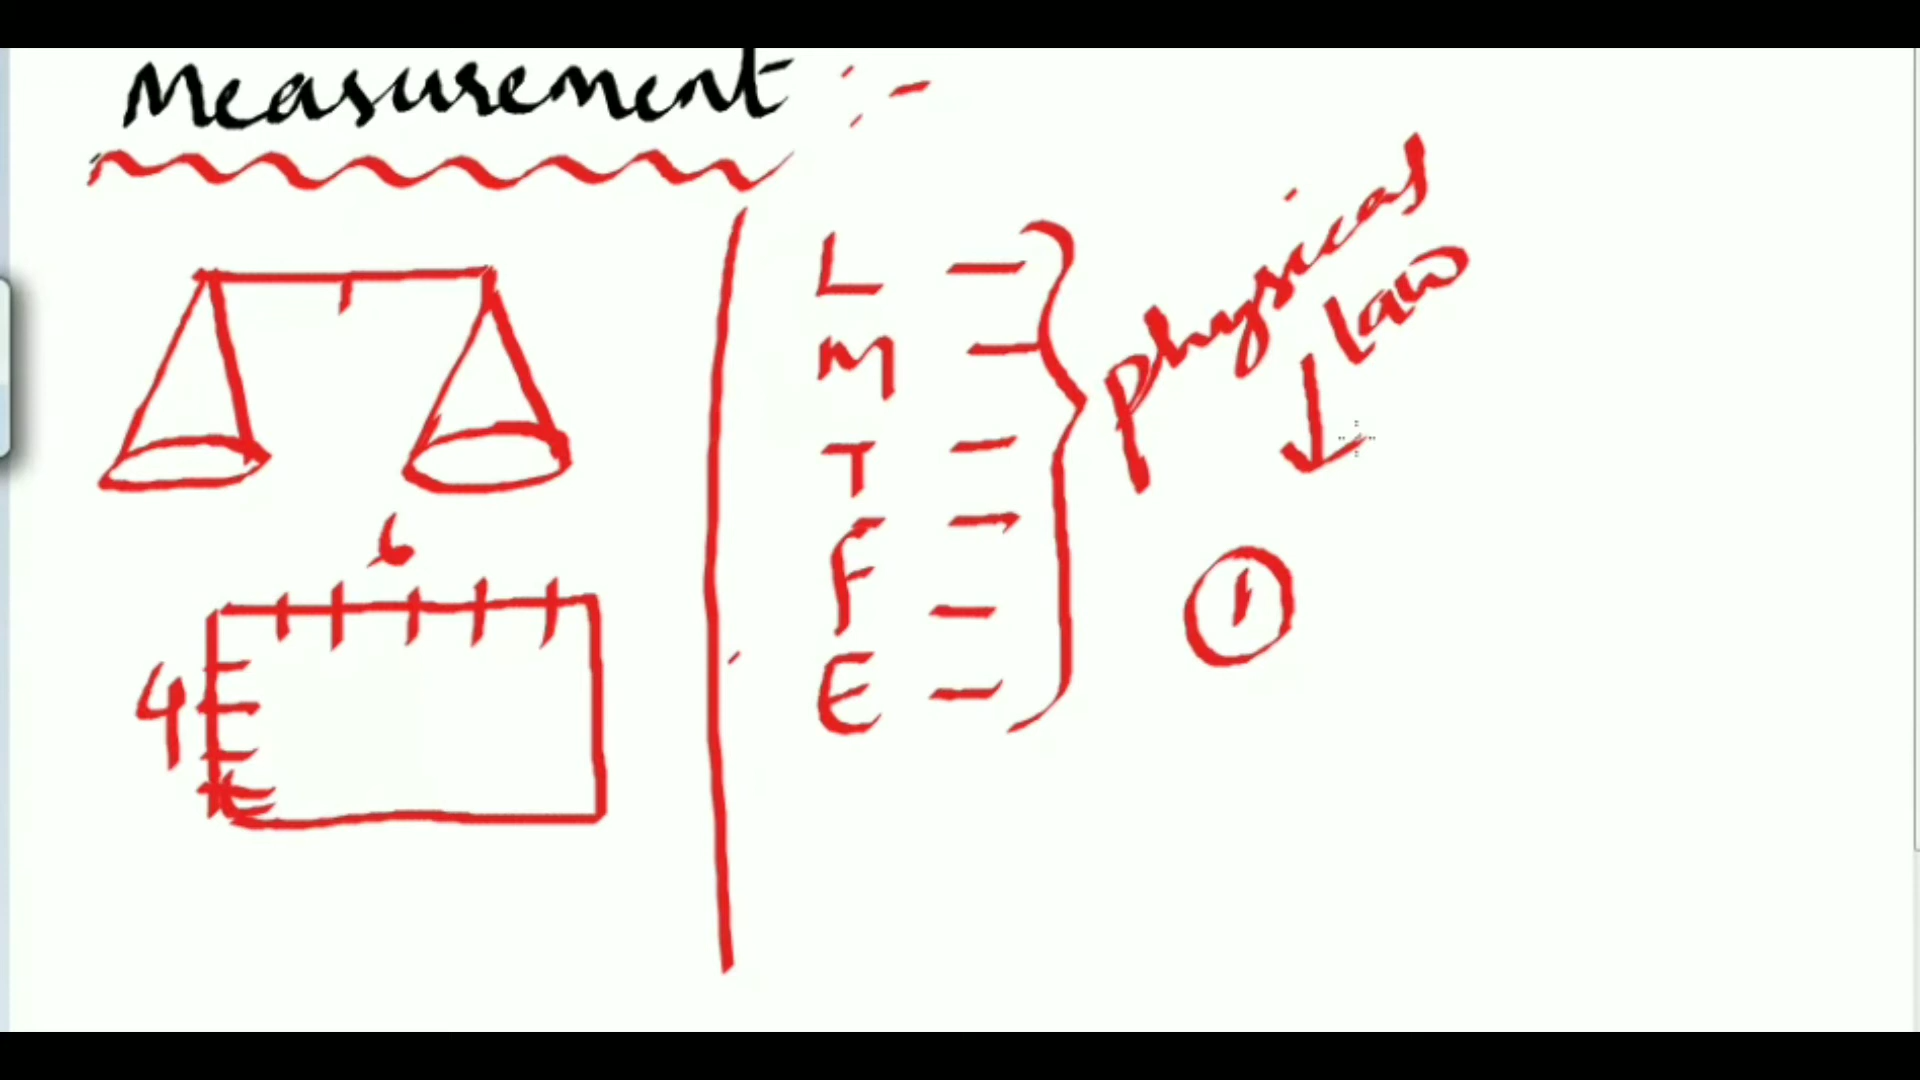 Measurement :-
L -
M -
T -
F -
E -
physical
Law
1
6
4